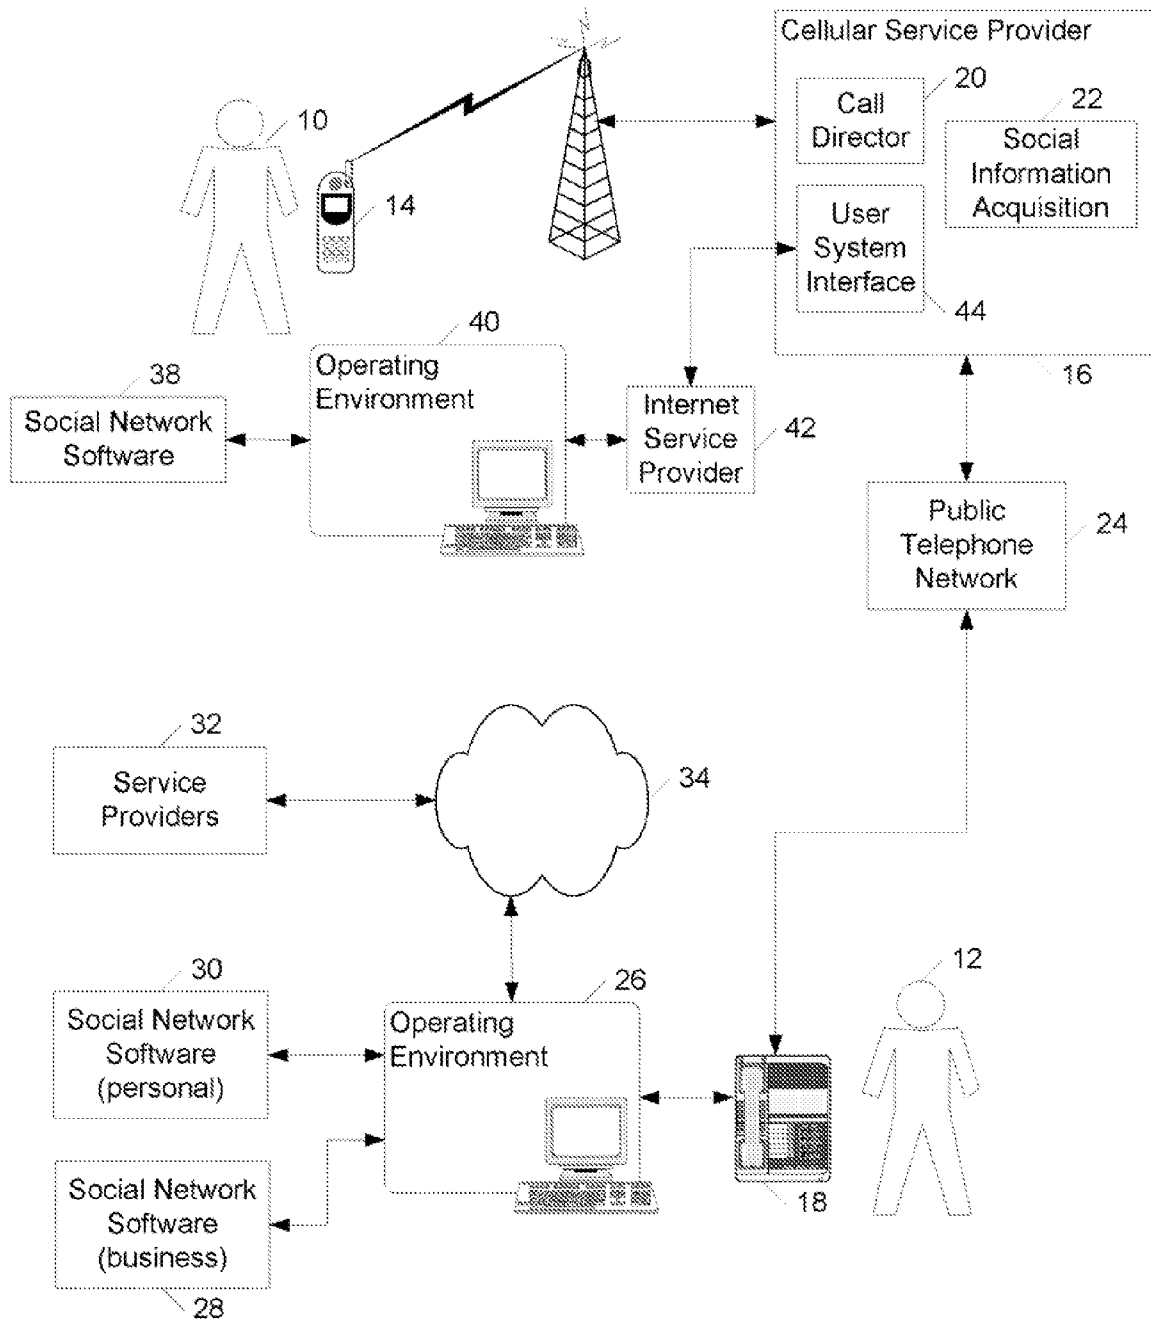 Cellular Service Provider
20
Call
Director
22
Social
Information
Acquisition
10
14
User
System
Interface
44
16
40
Operating
Environment
38
Social Network
Software
Internet
Service
Provider
42
Public
Telephone
Network
24
32
Service
Providers
34
30
Social Network
Software
(personal)
26
Operating
Environment
12
18
Social Network
Software
(business)
28